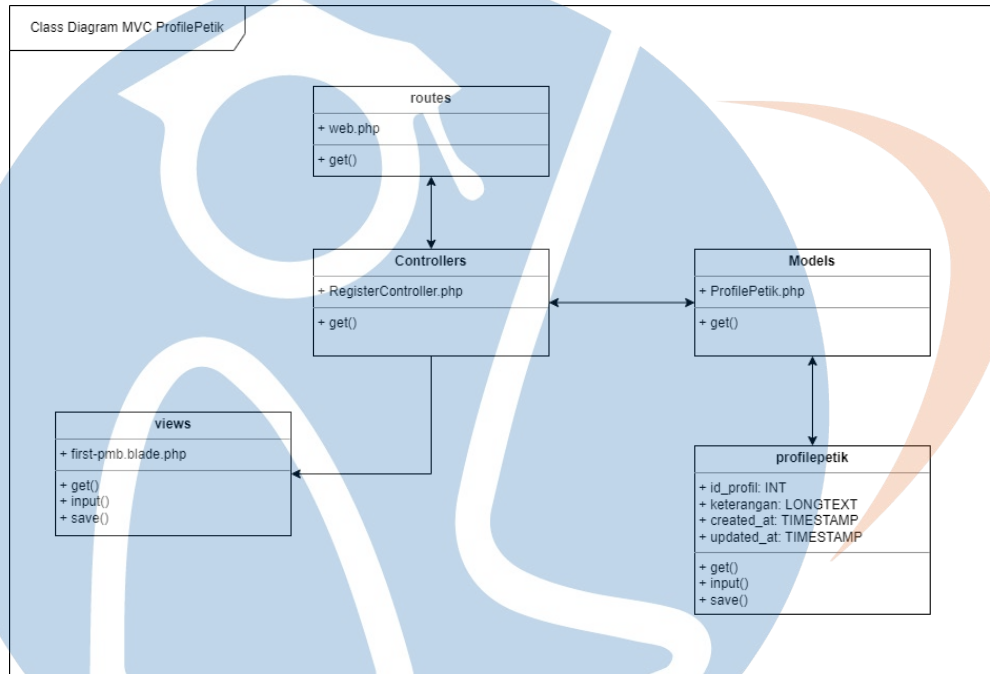 Class Diagram MVC ProfilePetik
routes
+ web.php
+ get()
Controllers
+ RegisterController.php
+ get()
Models
+ ProfilePetik.php
+ get()
views
+ first-pmb.blade.php
+ get()
+ input()
+ save()
profilepetik
+ id_profil: INT
+ keterangan: LONGTEXT
+ created_at: TIMESTAMP
+ updated_at: TIMESTAMP
+ get()
+ input()
+ save()